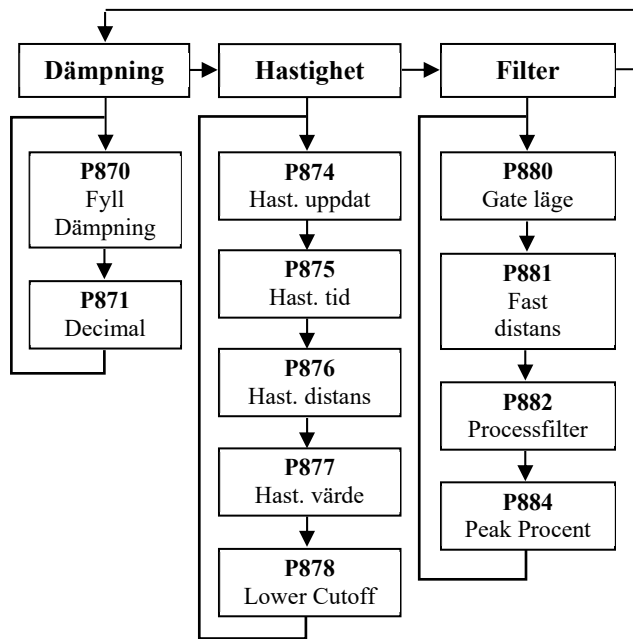 Dämpning
Hastighet
Filter
P870
Fyll
Dämpning
P871
Decimal
P874
Hast. uppdat
P875
Hast. tid
P876
Hast. distans
P877
Hast. värde
P878
Lower Cutoff
P880
Gate läge
P881
Fast
distans
P882
Processfilter
P884
Peak Procent